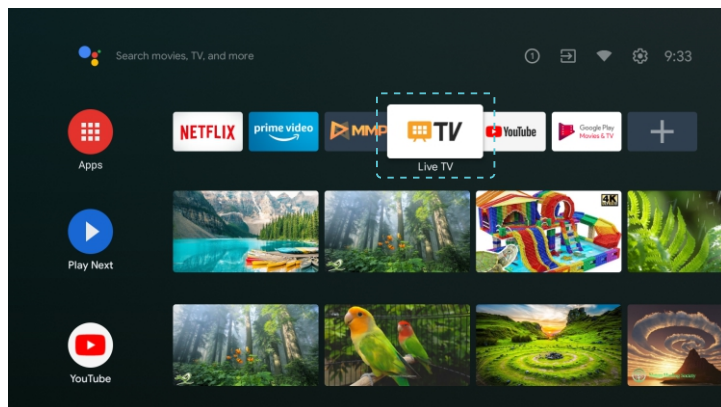 Search movies, TV, and more
1
9:33
NETFLIX
prime video
MMP
TV
YouTube
Google Play
Movies & TV
Live TV
Apps
4K
Play Next
YouTube